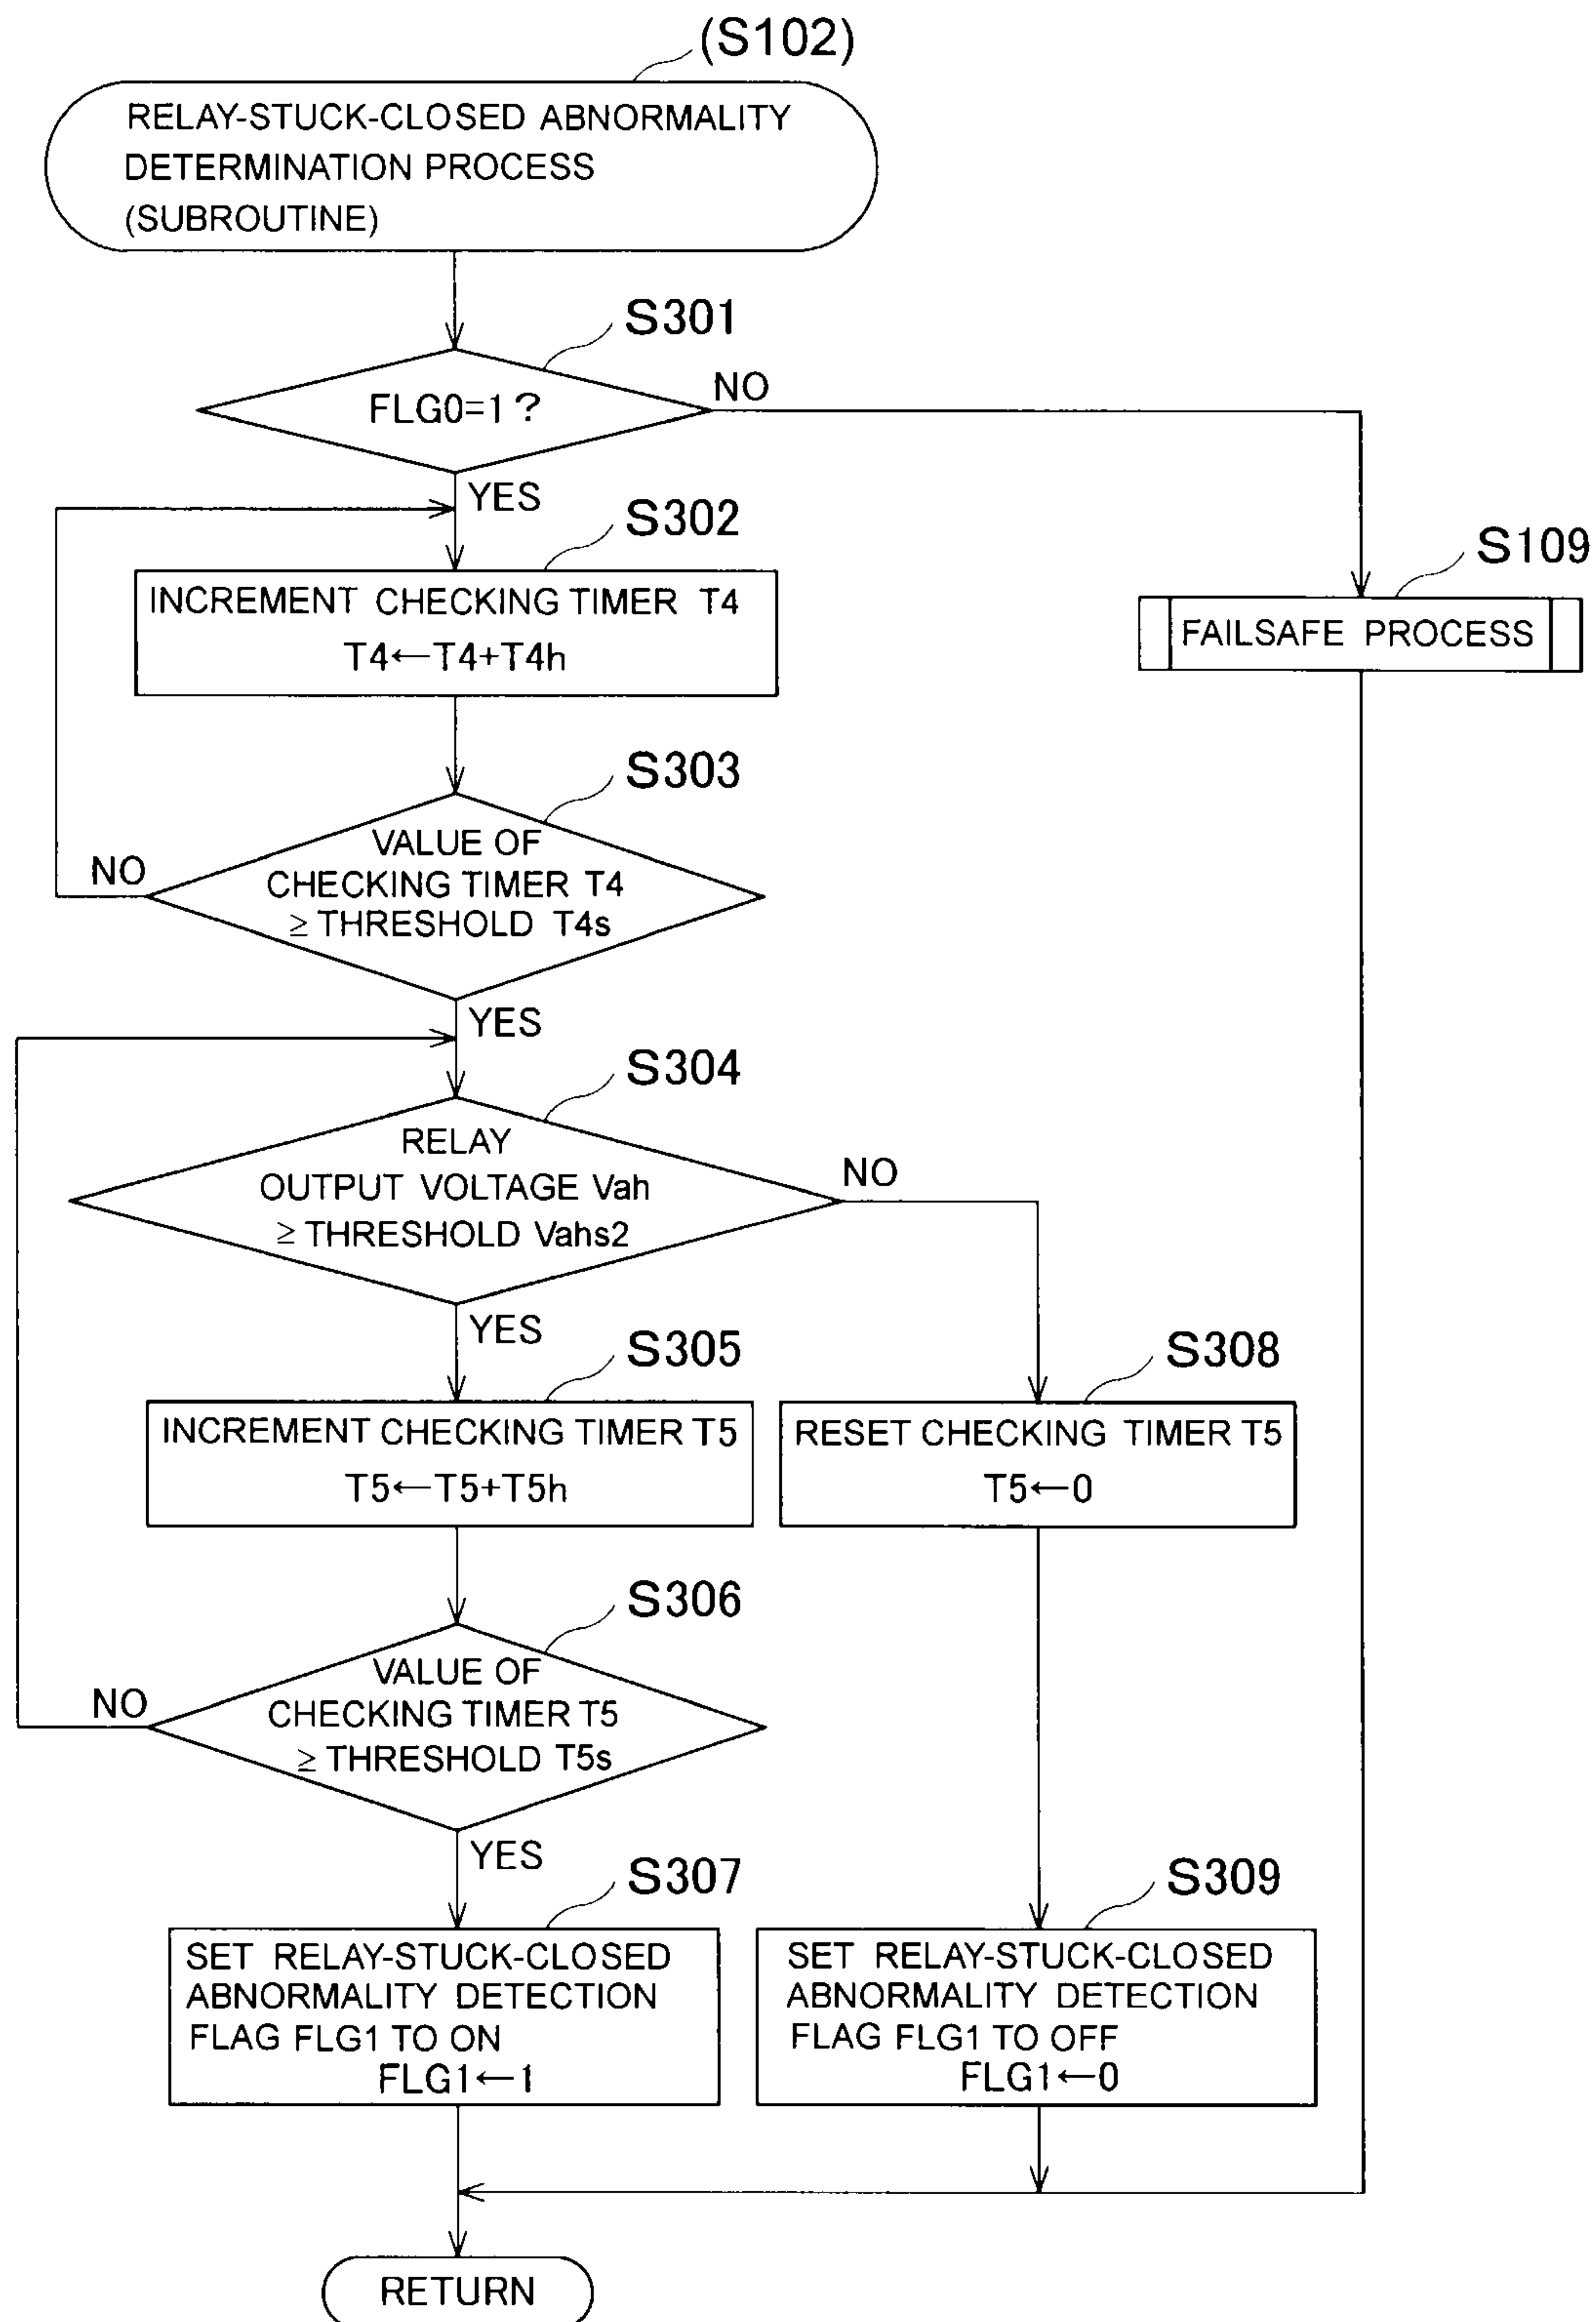 (S102)
RELAY-STUCK-CLOSED ABNORMALITY
DETERMINATION PROCESS
(SUBROUTINE)
S301
FLG0=1?
NO
YES
S302
INCREMENT CHECKING TIMER T4
T4←T4+T4h
S109
FAILSAFE PROCESS
S303
VALUE OF
CHECKING TIMER T4
≥ THRESHOLD T4s
NO
YES
S304
RELAY
OUTPUT VOLTAGE Vah
≥ THRESHOLD Vahs2
NO
YES
S305
INCREMENT CHECKING TIMER T5
T5←T5+T5h
S308
RESET CHECKING TIMER T5
T5←0
S306
VALUE OF
CHECKING TIMER T5
≥ THRESHOLD T5s
NO
YES
S307
SET RELAY-STUCK-CLOSED
ABNORMALITY DETECTION
FLAG FLG1 TO ON
FLG1←1
S309
SET RELAY-STUCK-CLOSED
ABNORMALITY DETECTION
FLAG FLG1 TO OFF
FLG1←0
RETURN